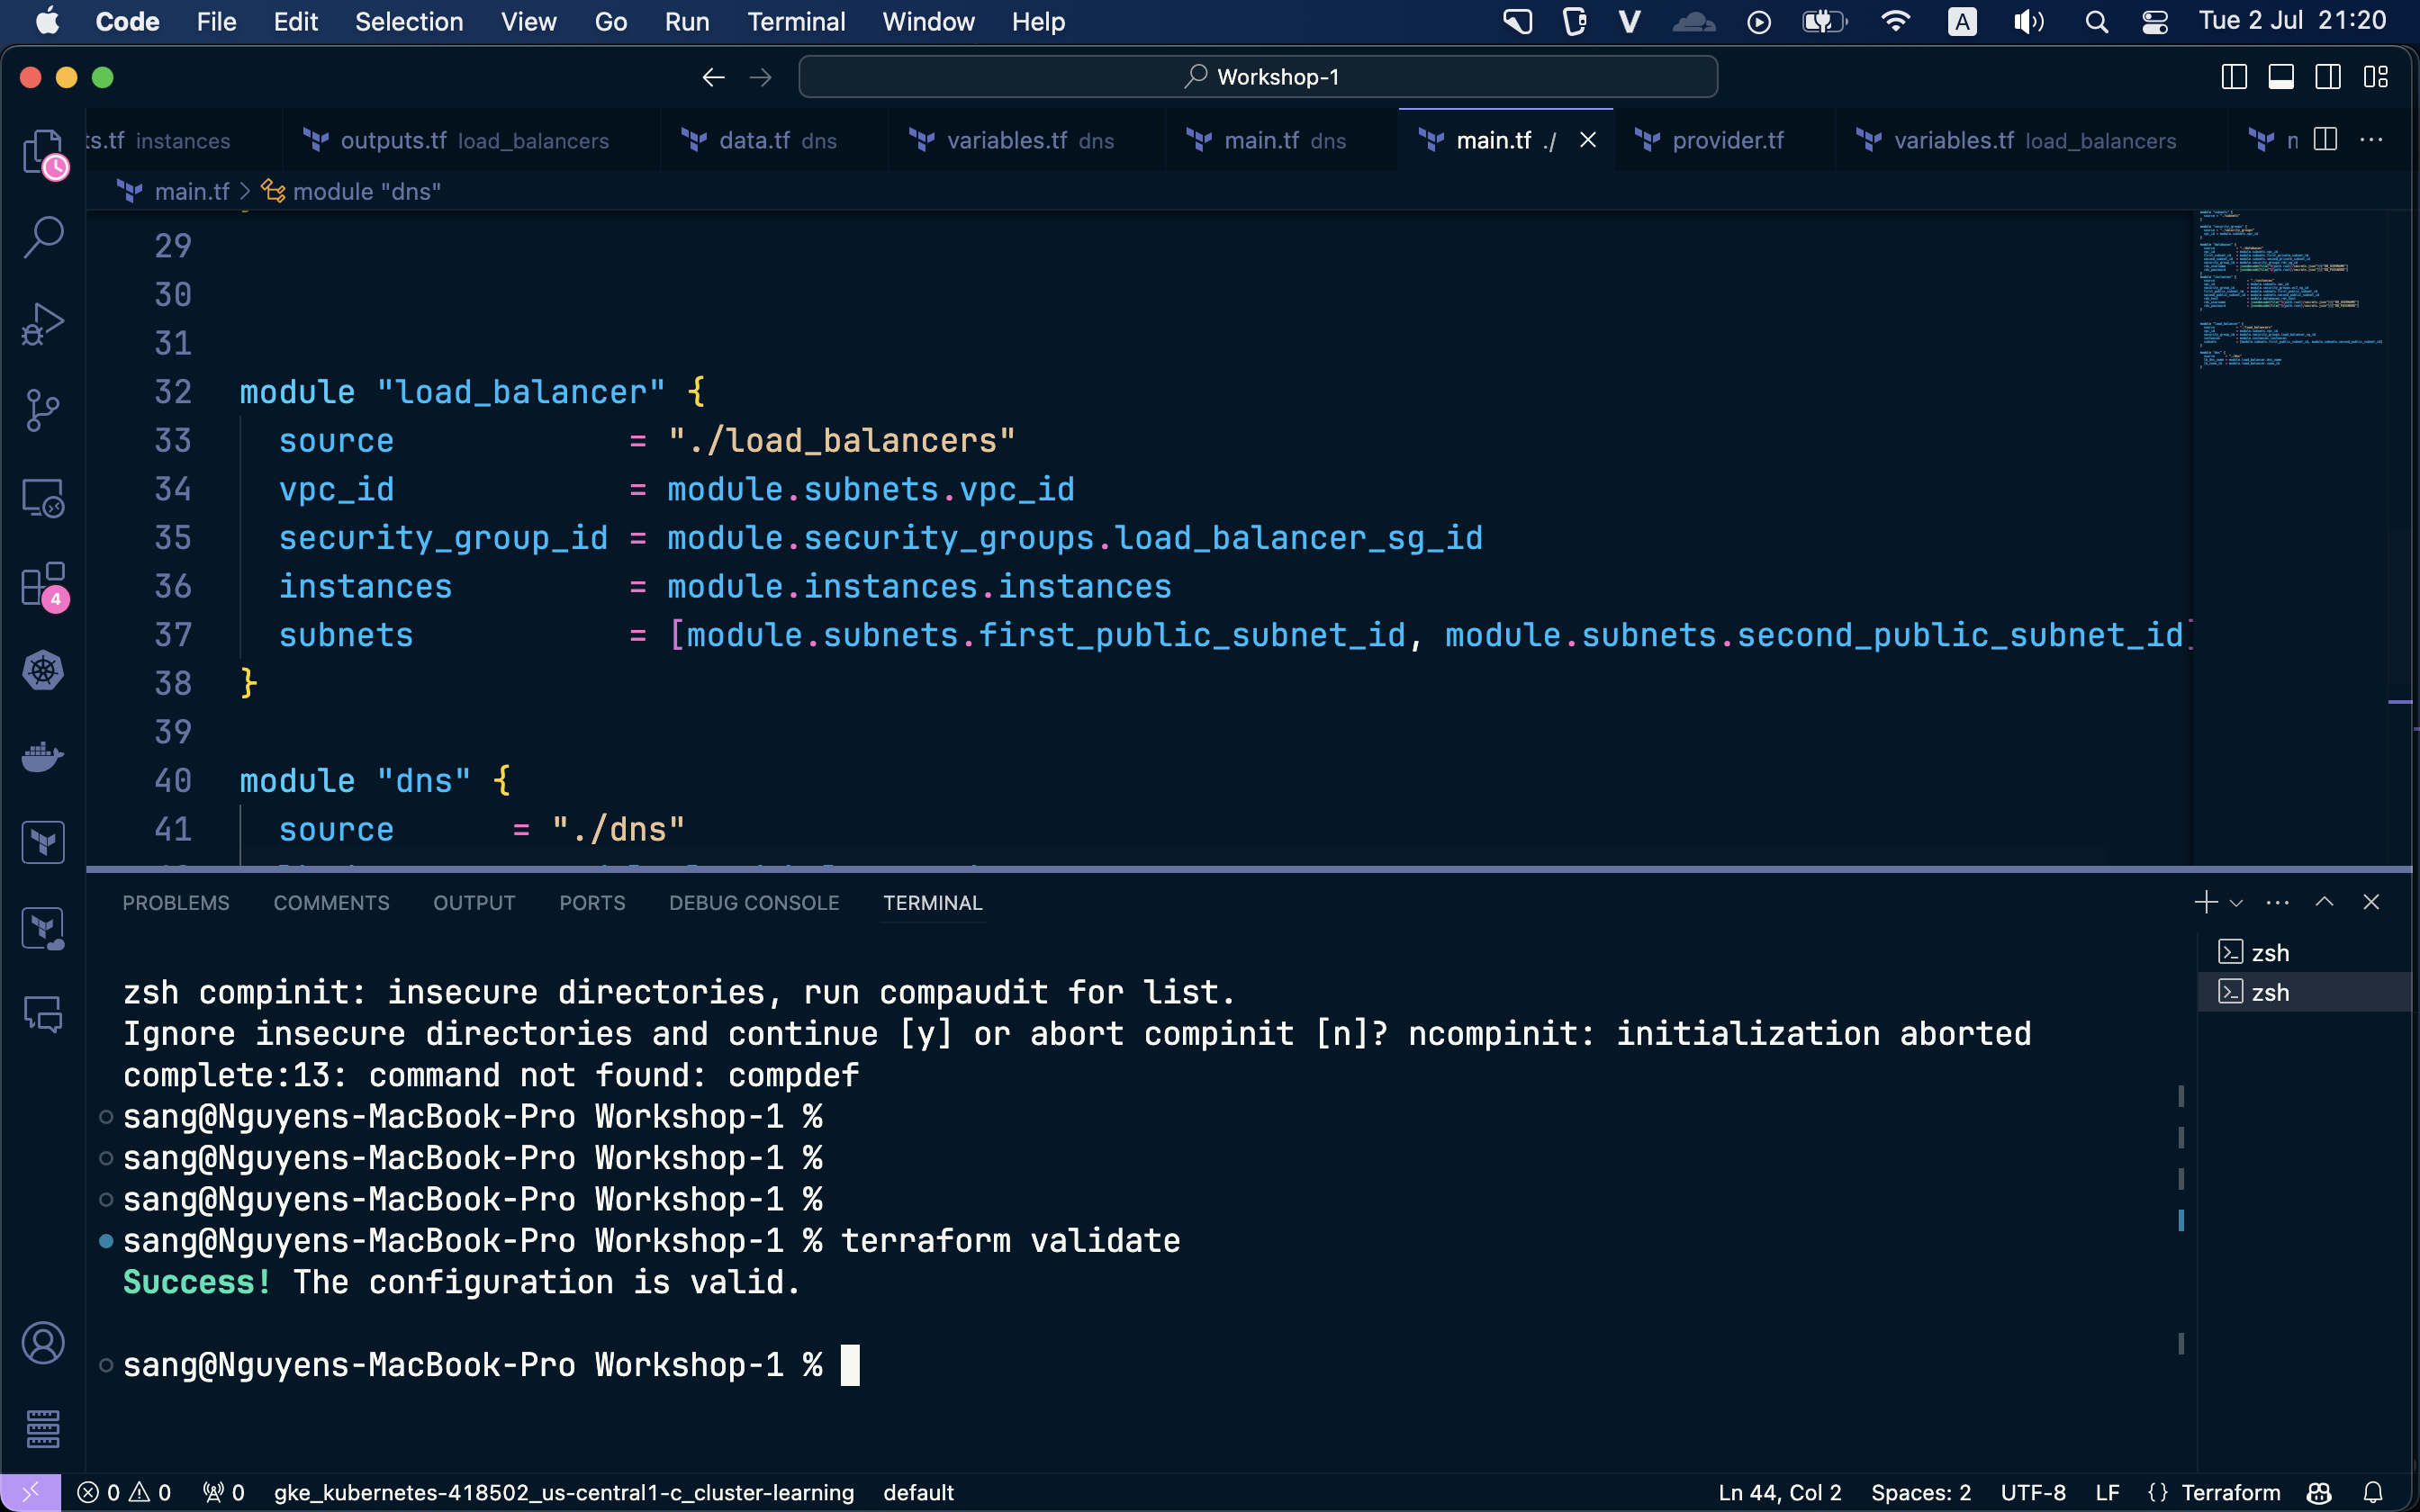 Code File Edit Selection View Go Run Terminal Window Help A Tue 2 Jul 21:20
Workshop-1
ts.tf instances outputs.tf load_balancers data.tf dns variables.tf dns main.tf dns main.tf ./ provider.tf variables.tf load_balancers
main.tf > module "dns"
29
30
31
32 module "load_balancer" {
33 source = "./load_balancers"
34 vpc_id = module.subnets.vpc_id
35 security_group_id = module.security_groups.load_balancer_sg_id
36 instances = module.instances.instances
37 subnets = [module.subnets.first_public_subnet_id, module.subnets.second_public_subnet_id]
38 }
39
40 module "dns" {
41 source = "./dns"
4
PROBLEMS COMMENTS OUTPUT PORTS DEBUG CONSOLE TERMINAL
zsh
zsh
zsh compinit: insecure directories, run compaudit for list.
Ignore insecure directories and continue [y] or abort compinit [n]? ncompinit: initialization aborted
complete:13: command not found: compdef
sang@Nguyens-MacBook-Pro Workshop-1 %
sang@Nguyens-MacBook-Pro Workshop-1 %
sang@Nguyens-MacBook-Pro Workshop-1 %
sang@Nguyens-MacBook-Pro Workshop-1 % terraform validate
Success! The configuration is valid.
sang@Nguyens-MacBook-Pro Workshop-1 %
0 0 0 gke_kubernetes-418502_us-central1-c_cluster-learning default Ln 44, Col 2 Spaces: 2 UTF-8 LF {} Terraform